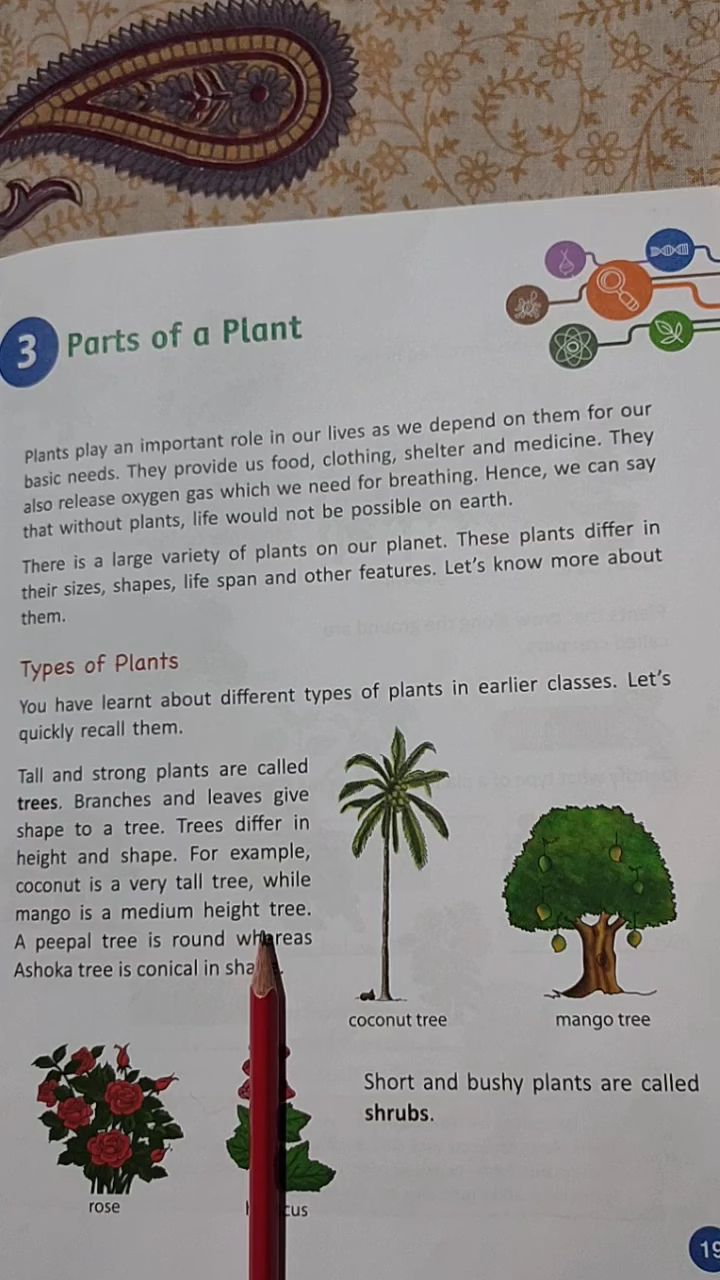 3 Parts of a Plant
Plants play an important role in our lives as we depend on them for our
basic needs. They provide us food, clothing, shelter and medicine. They
also release oxygen gas which we need for breathing. Hence, we can say
that without plants, life would not be possible on earth.
There is a large variety of plants on our planet. These plants differ in
their sizes, shapes, life span and other features. Let's know more about
them.
Types of Plants
You have learnt about different types of plants in earlier classes. Let's
quickly recall them.
Tall and strong plants are called
trees. Branches and leaves give
shape to a tree. Trees differ in
height and shape. For example,
coconut is a very tall tree, while
mango is a medium height tree.
A peepal tree is round whereas
Ashoka tree is conical in
coconut tree
mango tree
Short and bushy plants are called
shrubs.
rose
19